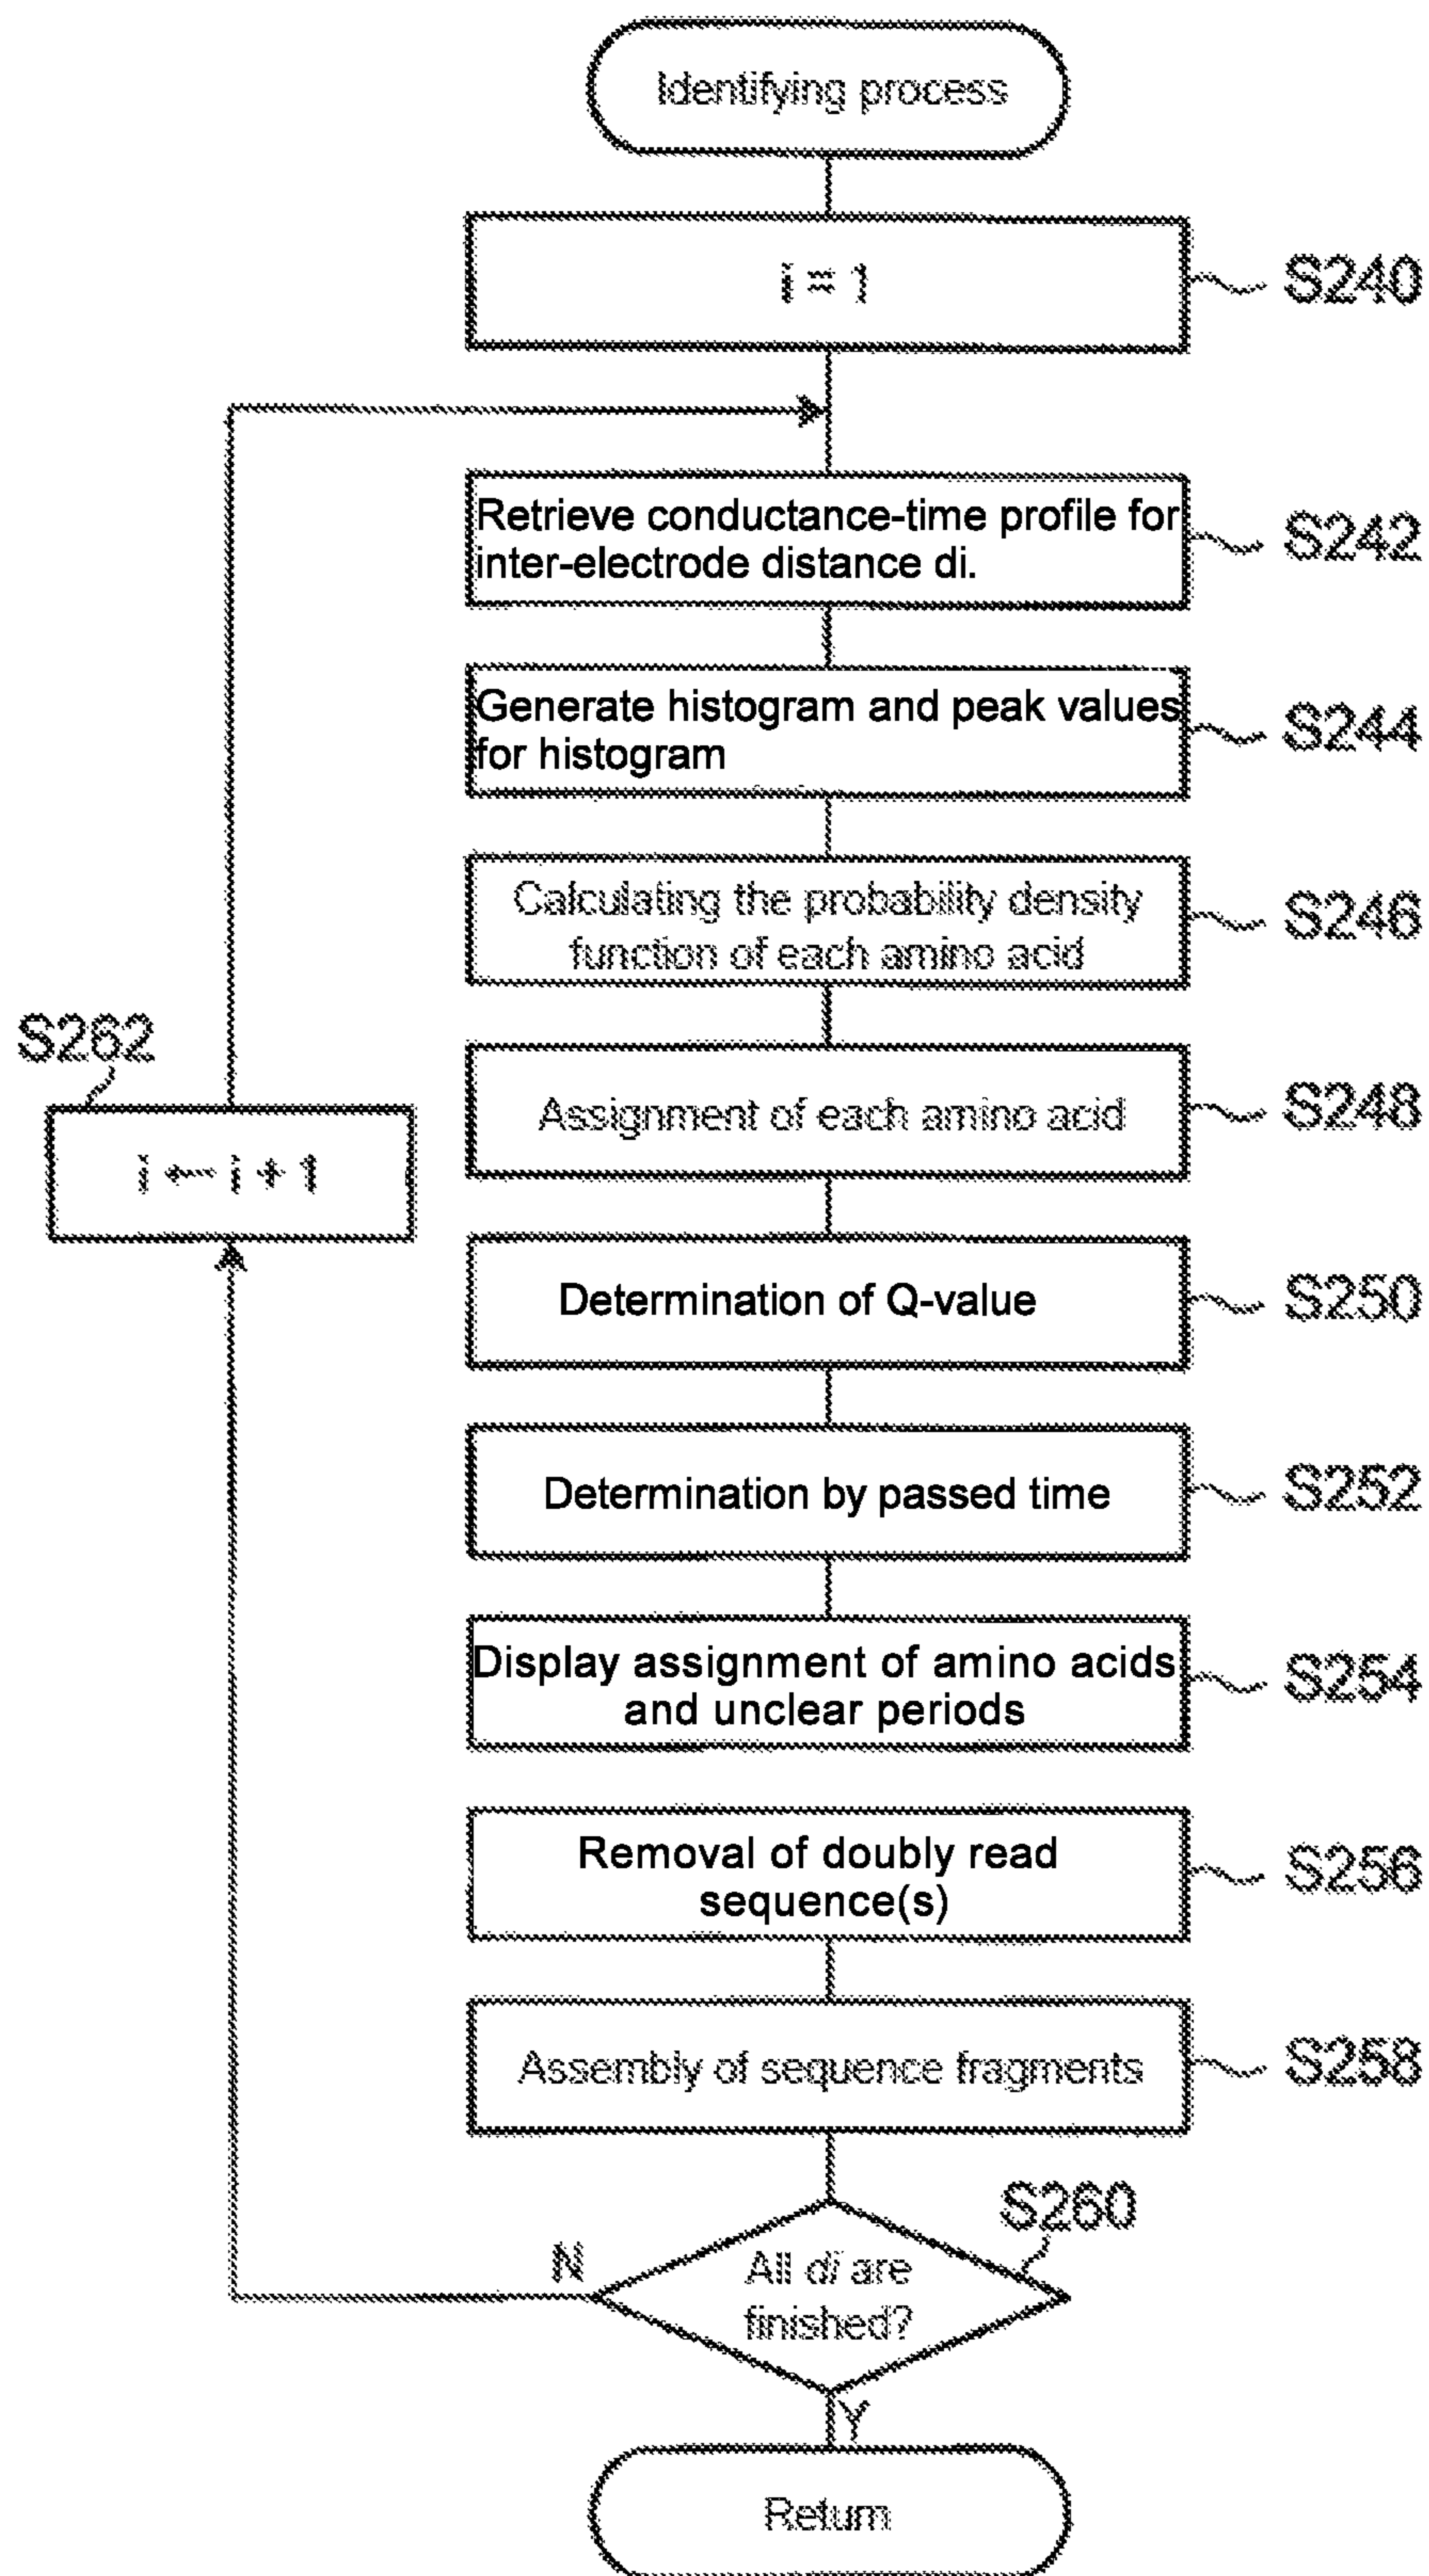 Identifying process
i = 1
S240
Retrieve conductance-time profile for
inter-electrode distance di.
S242
Generate histogram and peak values
for histogram
S244
Calculating the probability density
function of each amino acid
S246
Assignment of each amino acid
S248
S262
i ← i + 1
Determination of Q-value
S250
Determination by passed time
S252
Display assignment of amino acids
and unclear periods
S254
Removal of doubly read
sequence(s)
S256
Assembly of sequence fragments
S258
S260
All di are
finished?
N
Y
Return